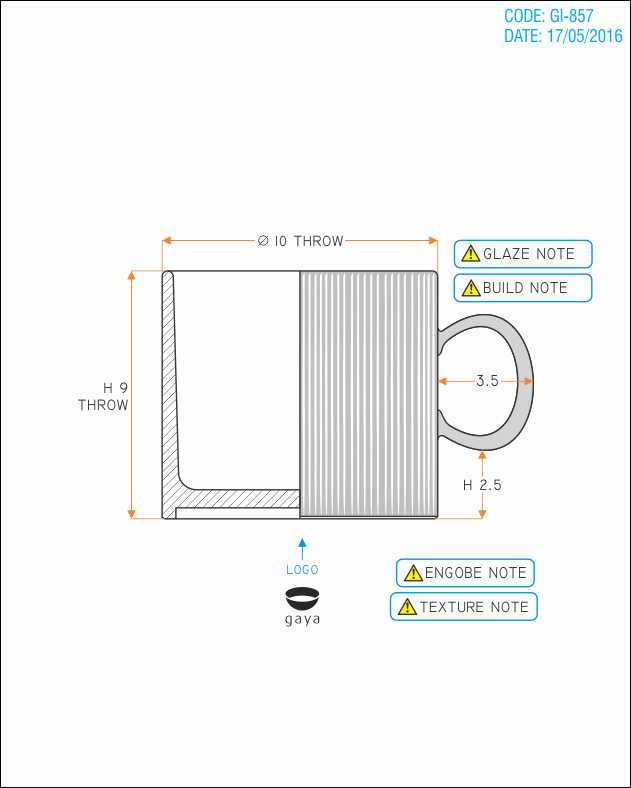 CODE: GI-857
DATE: 17/05/2016
Ø 10 THROW
GLAZE NOTE
BUILD NOTE
H 9
THROW
3.5
H 2.5
LOGO
gaya
ENGOBE NOTE
TEXTURE NOTE